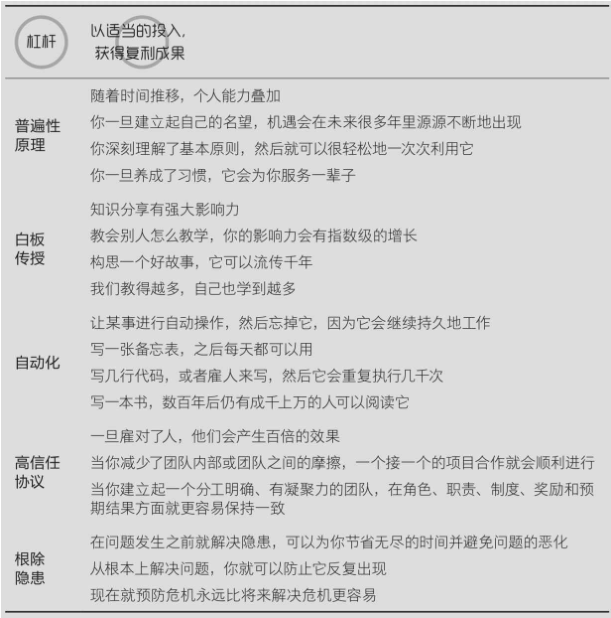 杠杆
以适当的投入,
获得复利成果
普遍性
原理
随着时间推移，个人能力叠加
你一旦建立起自己的名望，机遇会在未来很多年里源源不断地出现
你深刻理解了基本原则，然后就可以很轻松地一次次利用它
你一旦养成了习惯，它会为你服务一辈子
白板
传授
知识分享有强大影响力
教会别人怎么教学，你的影响力会有指数级的增长
构思一个好故事，它可以流传千年
我们教得越多，自己也学到越多
自动化
让某事进行自动操作，然后忘掉它，因为它会继续持久地工作
写一张备忘表，之后每天都可以用
写几行代码，或者雇人来写，然后它会重复执行几千次
写一本书，数百年后仍有成千上万的人可以阅读它
高信任
协议
一旦雇对了人，他们会产生百倍的效果
当你减少了团队内部或团队之间的摩擦，一个接一个的项目合作就会顺利进行
当你建立起一个分工明确、有凝聚力的团队，在角色、职责、制度、奖励和预
期结果方面就更容易保持一致
根除
隐患
在问题发生之前就解决隐患，可以为你节省无尽的时间并避免问题的恶化
从根本上解决问题，你就可以防止它反复出现
现在就预防危机永远比将来解决危机更容易